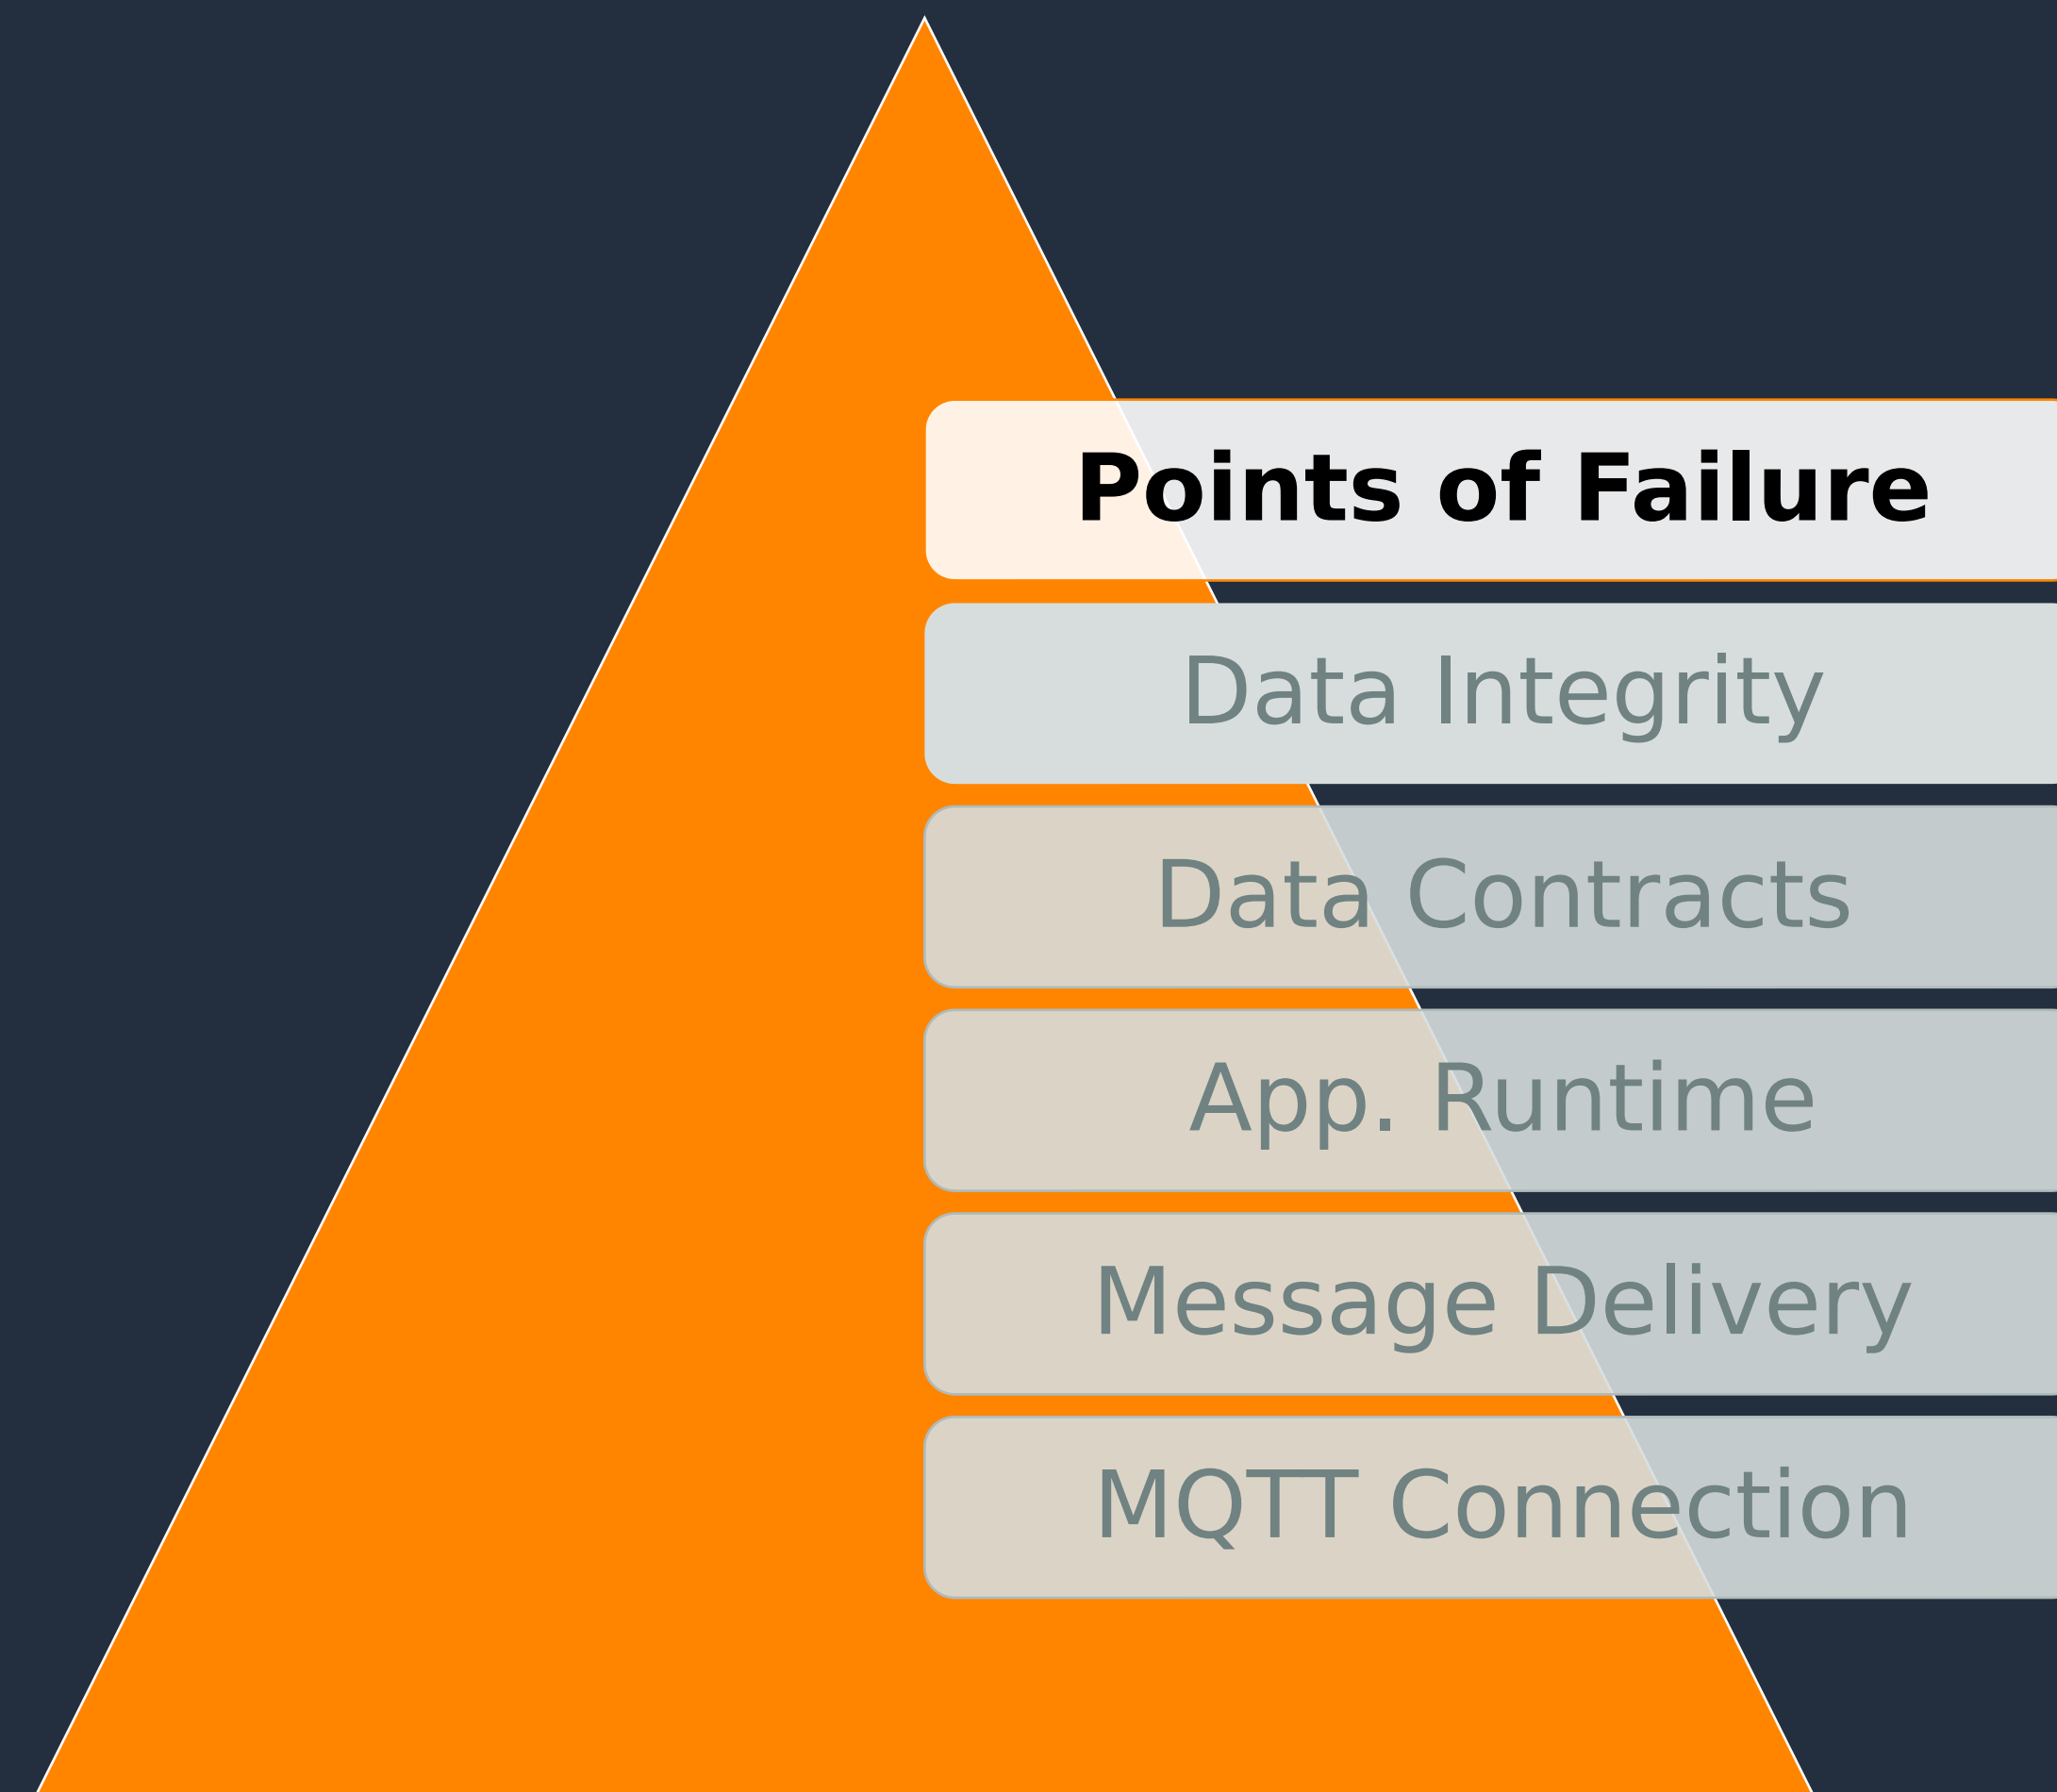 Points of Failure
Data Integrity
Data Contracts
App. Runtime
Message Delivery
MQTT Connection